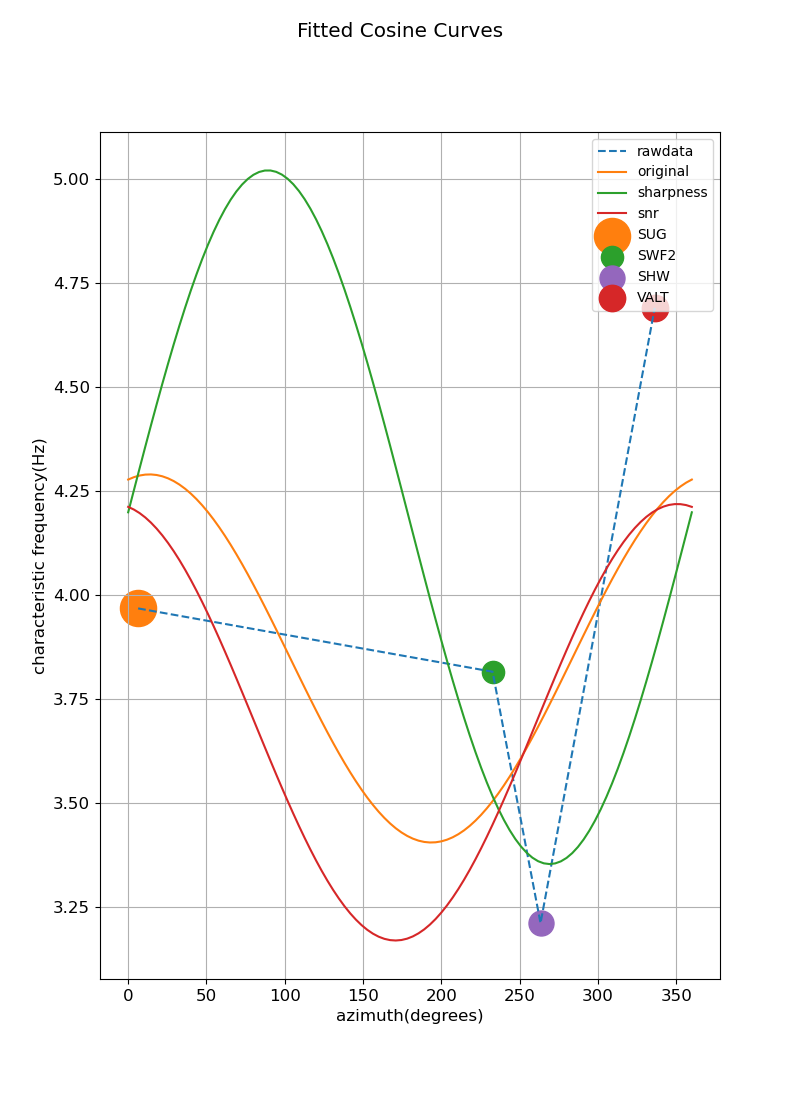 Fitted Cosine Curves
rawdata
original
sharpness
snr
SUG
SWF2
SHW
VALT
5.00
4.75
4.50
4.25
4.00
3.75
3.50
3.25
characteristic frequency(Hz)
0 50 100 150 200 250 300 350
azimuth(degrees)